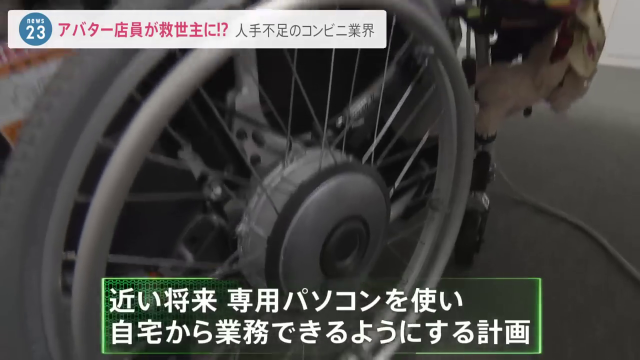 news 23
アバター店員が救世主に!? 人手不足のコンビニ業界
近い将来 専用パソコンを使い
自宅から業務できるようにする計画